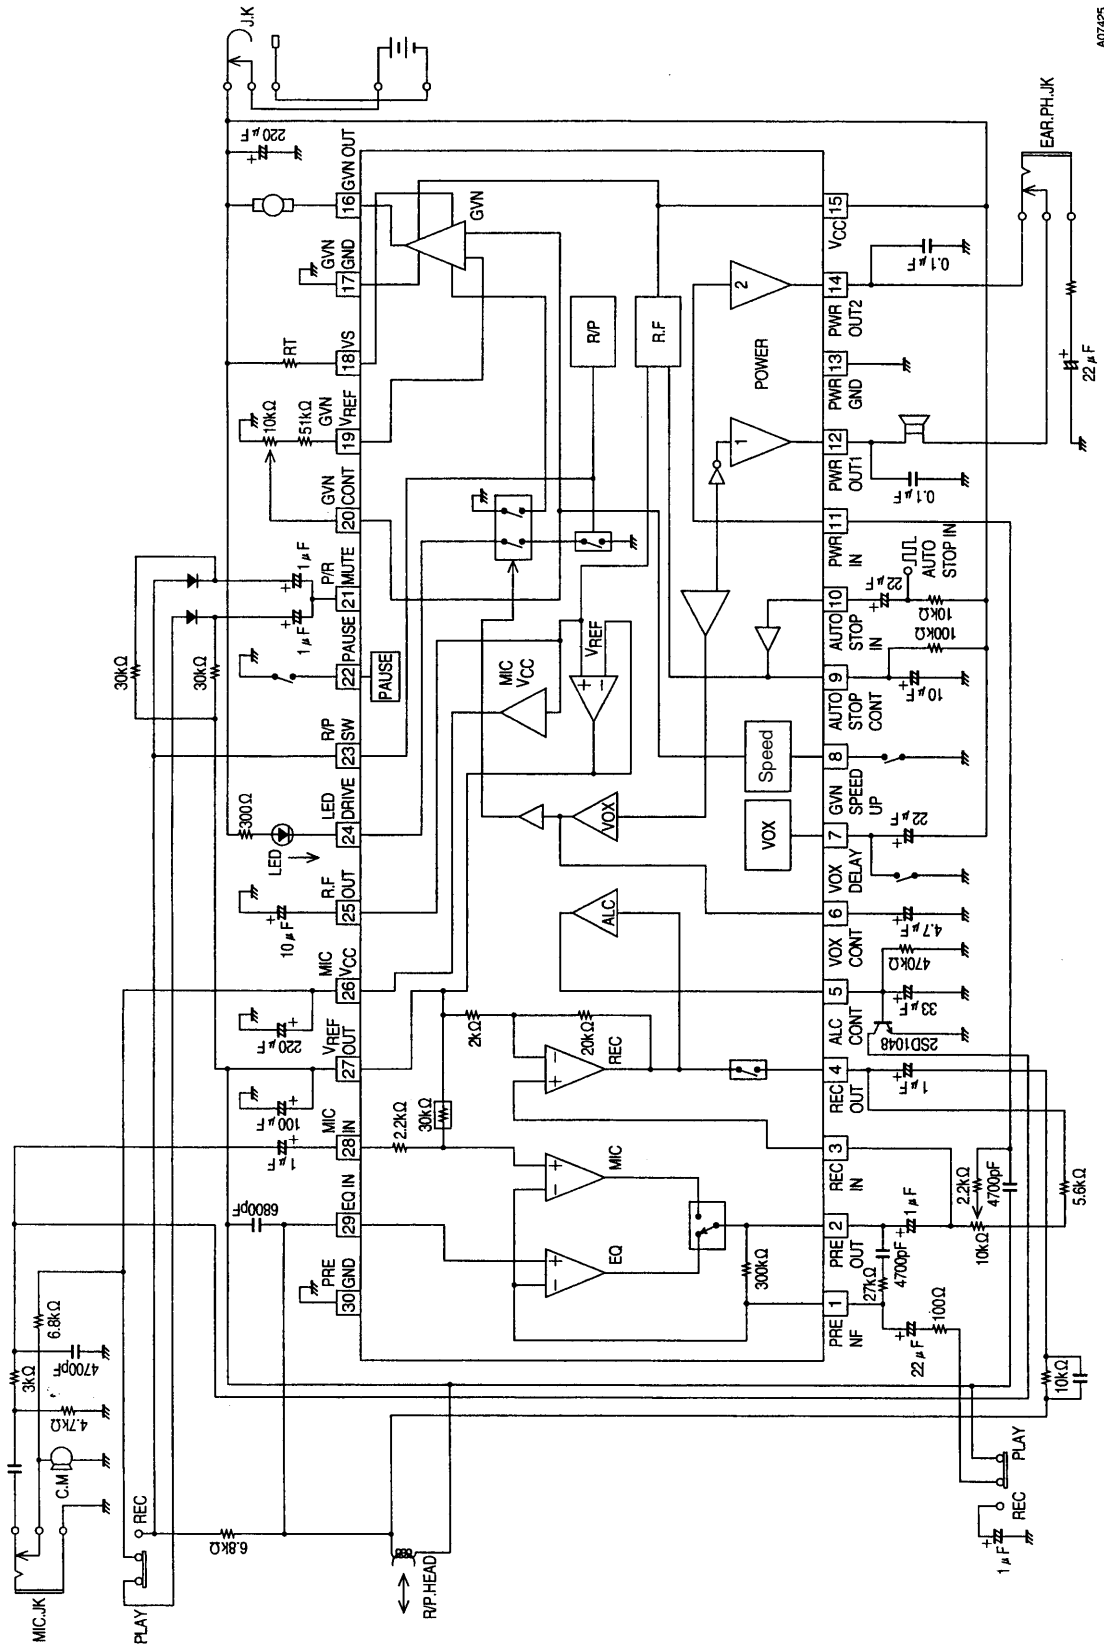 MIC.JK
PLAY
REC
C.M
4.7kΩ
3kΩ
4700pF
6.8kΩ
6.8kΩ
R/P.HEAD
30kΩ
30kΩ
6800pF
1μF
100μF
220μF
10μF
LED
300Ω
1μF
1μF
10kΩ
51kΩ
RT
220μF
J.K
PRE
GND
EQ IN
MIC
IN
VREF
OUT
MIC
VCC
R.F
OUT
LED
DRIVE
R/P
SW
PAUSE
P/R
MUTE
GVN
CONT
GVN
VREF
VS
GVN
GND
GVN OUT
30
29
28
27
26
25
24
23
22
21
20
19
18
17
16
PAUSE
2.2kΩ
30kΩ
2kΩ
20kΩ
MIC
VCC
VREF
GVN
EQ
MIC
REC
ALC
VOX
R/P
R.F
300kΩ
VOX
Speed
POWER
1
2
1
2
3
4
5
6
7
8
9
10
11
12
13
14
15
PRE
NF
PRE
OUT
REC
IN
REC
OUT
ALC
CONT
VOX
CONT
VOX
DELAY
GVN
SPEED
UP
AUTO
STOP
CONT
AUTO
STOP
IN
PWR
IN
PWR
OUT1
PWR
GND
PWR
OUT2
VCC
22μF
100Ω
27kΩ
4700pF
1μF
10kΩ
2.2kΩ
4700pF
5.6kΩ
1μF
2SD1048
33μF
470kΩ
4.7μF
22μF
10μF
100kΩ
10kΩ
22μF
AUTO
STOP IN
0.1μF
0.1μF
10kΩ
PLAY
REC
1μF
22μF
EAR.PH.JK
A07425